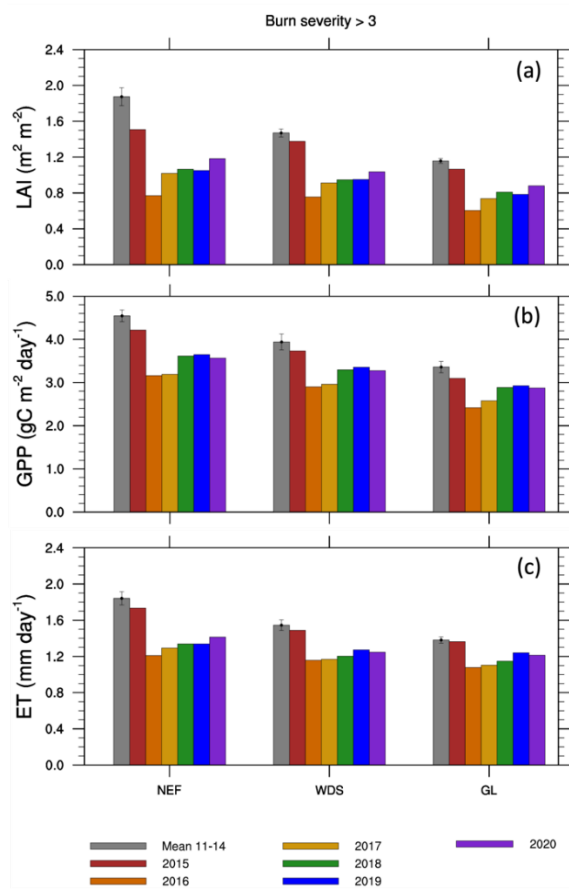 Burn severity > 3
(a)
LAI (m² m⁻²)
2.4
2.0
1.6
1.2
0.8
0.4
0.0
(b)
GPP (gC m⁻² day⁻¹)
5.0
4.0
3.0
2.0
1.0
0.0
(c)
ET (mm day⁻¹)
2.4
2.0
1.6
1.2
0.8
0.4
0.0
NEF WDS GL
Mean 11-14 2017 2020
2015 2018
2016 2019